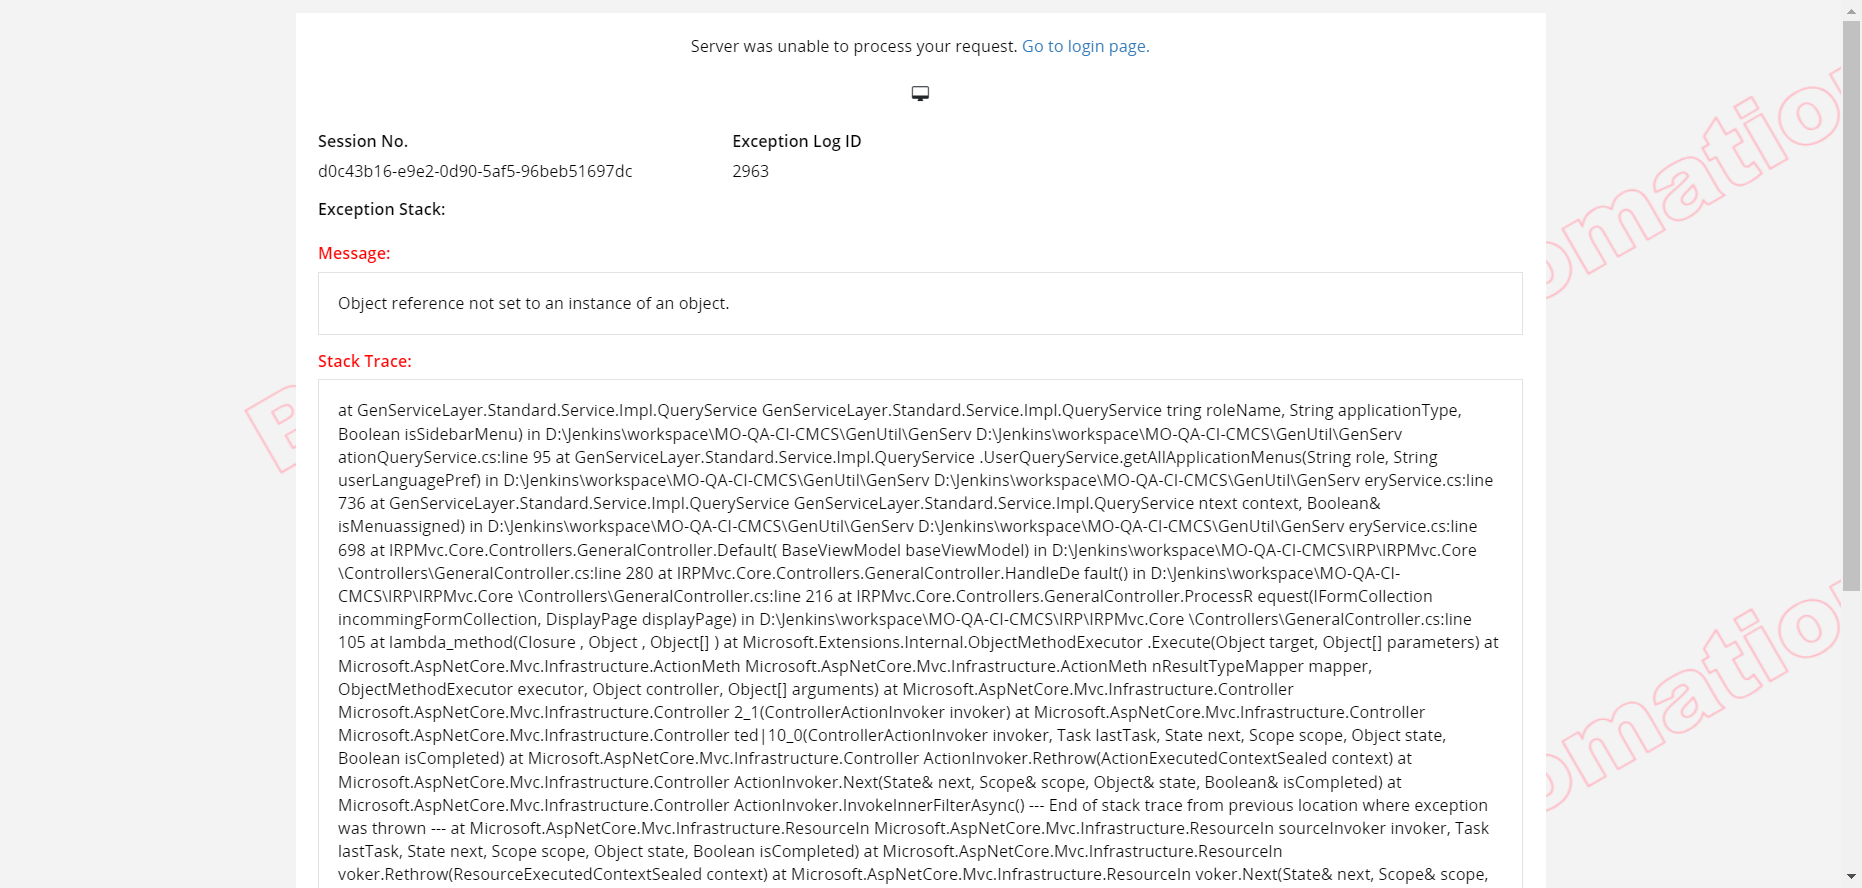 Server was unable to process your request. Go to login page.
Session No.
Exception Log ID
d0c43b16-e9e2-0d90-5af5-96beb51697dc
2963
Exception Stack:
Message:
Object reference not set to an instance of an object.
Stack Trace:
at GenServiceLayer.Standard.Service.Impl.QueryService GenServiceLayer.Standard.Service.Impl.QueryService tring roleName, String applicationType,
Boolean isSidebarMenu) in D:\Jenkins\workspace\MO-QA-CI-CMCS\GenUtil\GenServ D:\Jenkins\workspace\MO-QA-CI-CMCS\GenUtil\GenServ
ationQueryService.cs:line 95 at GenServiceLayer.Standard.Service.Impl.QueryService .UserQueryService.getAllApplicationMenus(String role, String
userLanguagePref) in D:\Jenkins\workspace\MO-QA-CI-CMCS\GenUtil\GenServ D:\Jenkins\workspace\MO-QA-CI-CMCS\GenUtil\GenServ eryService.cs:line
736 at GenServiceLayer.Standard.Service.Impl.QueryService GenServiceLayer.Standard.Service.Impl.QueryService ntext context, Boolean&
isMenuassigned) in D:\Jenkins\workspace\MO-QA-CI-CMCS\GenUtil\GenServ D:\Jenkins\workspace\MO-QA-CI-CMCS\GenUtil\GenServ eryService.cs:line
698 at IRPMvc.Core.Controllers.GeneralController.Default( BaseViewModel baseViewModel) in D:\Jenkins\workspace\MO-QA-CI-CMCS\IRP\IRPMvc.Core
\Controllers\GeneralController.cs:line 280 at IRPMvc.Core.Controllers.GeneralController.HandleDe fault() in D:\Jenkins\workspace\MO-QA-CI-
CMCS\IRP\IRPMvc.Core \Controllers\GeneralController.cs:line 216 at IRPMvc.Core.Controllers.GeneralController.ProcessR equest(IFormCollection
incommingFormCollection, DisplayPage displayPage) in D:\Jenkins\workspace\MO-QA-CI-CMCS\IRP\IRPMvc.Core \Controllers\GeneralController.cs:line
105 at lambda_method(Closure , Object , Object[] ) at Microsoft.Extensions.Internal.ObjectMethodExecutor .Execute(Object target, Object[] parameters) at
Microsoft.AspNetCore.Mvc.Infrastructure.ActionMeth Microsoft.AspNetCore.Mvc.Infrastructure.ActionMeth nResultTypeMapper mapper,
ObjectMethodExecutor executor, Object controller, Object[] arguments) at Microsoft.AspNetCore.Mvc.Infrastructure.Controller
Microsoft.AspNetCore.Mvc.Infrastructure.Controller 2_1(ControllerActionInvoker invoker) at Microsoft.AspNetCore.Mvc.Infrastructure.Controller
Microsoft.AspNetCore.Mvc.Infrastructure.Controller ted|10_0(ControllerActionInvoker invoker, Task lastTask, State next, Scope scope, Object state,
Boolean isCompleted) at Microsoft.AspNetCore.Mvc.Infrastructure.Controller ActionInvoker.Rethrow(ActionExecutedContextSealed context) at
Microsoft.AspNetCore.Mvc.Infrastructure.Controller ActionInvoker.Next(State& next, Scope& scope, Object& state, Boolean& isCompleted) at
Microsoft.AspNetCore.Mvc.Infrastructure.Controller ActionInvoker.InvokeInnerFilterAsync() --- End of stack trace from previous location where exception
was thrown --- at Microsoft.AspNetCore.Mvc.Infrastructure.ResourceIn Microsoft.AspNetCore.Mvc.Infrastructure.ResourceIn sourceInvoker invoker, Task
lastTask, State next, Scope scope, Object state, Boolean isCompleted) at Microsoft.AspNetCore.Mvc.Infrastructure.ResourceIn
voker.Rethrow(ResourceExecutedContextSealed context) at Microsoft.AspNetCore.Mvc.Infrastructure.ResourceIn voker.Next(State& next, Scope& scope,